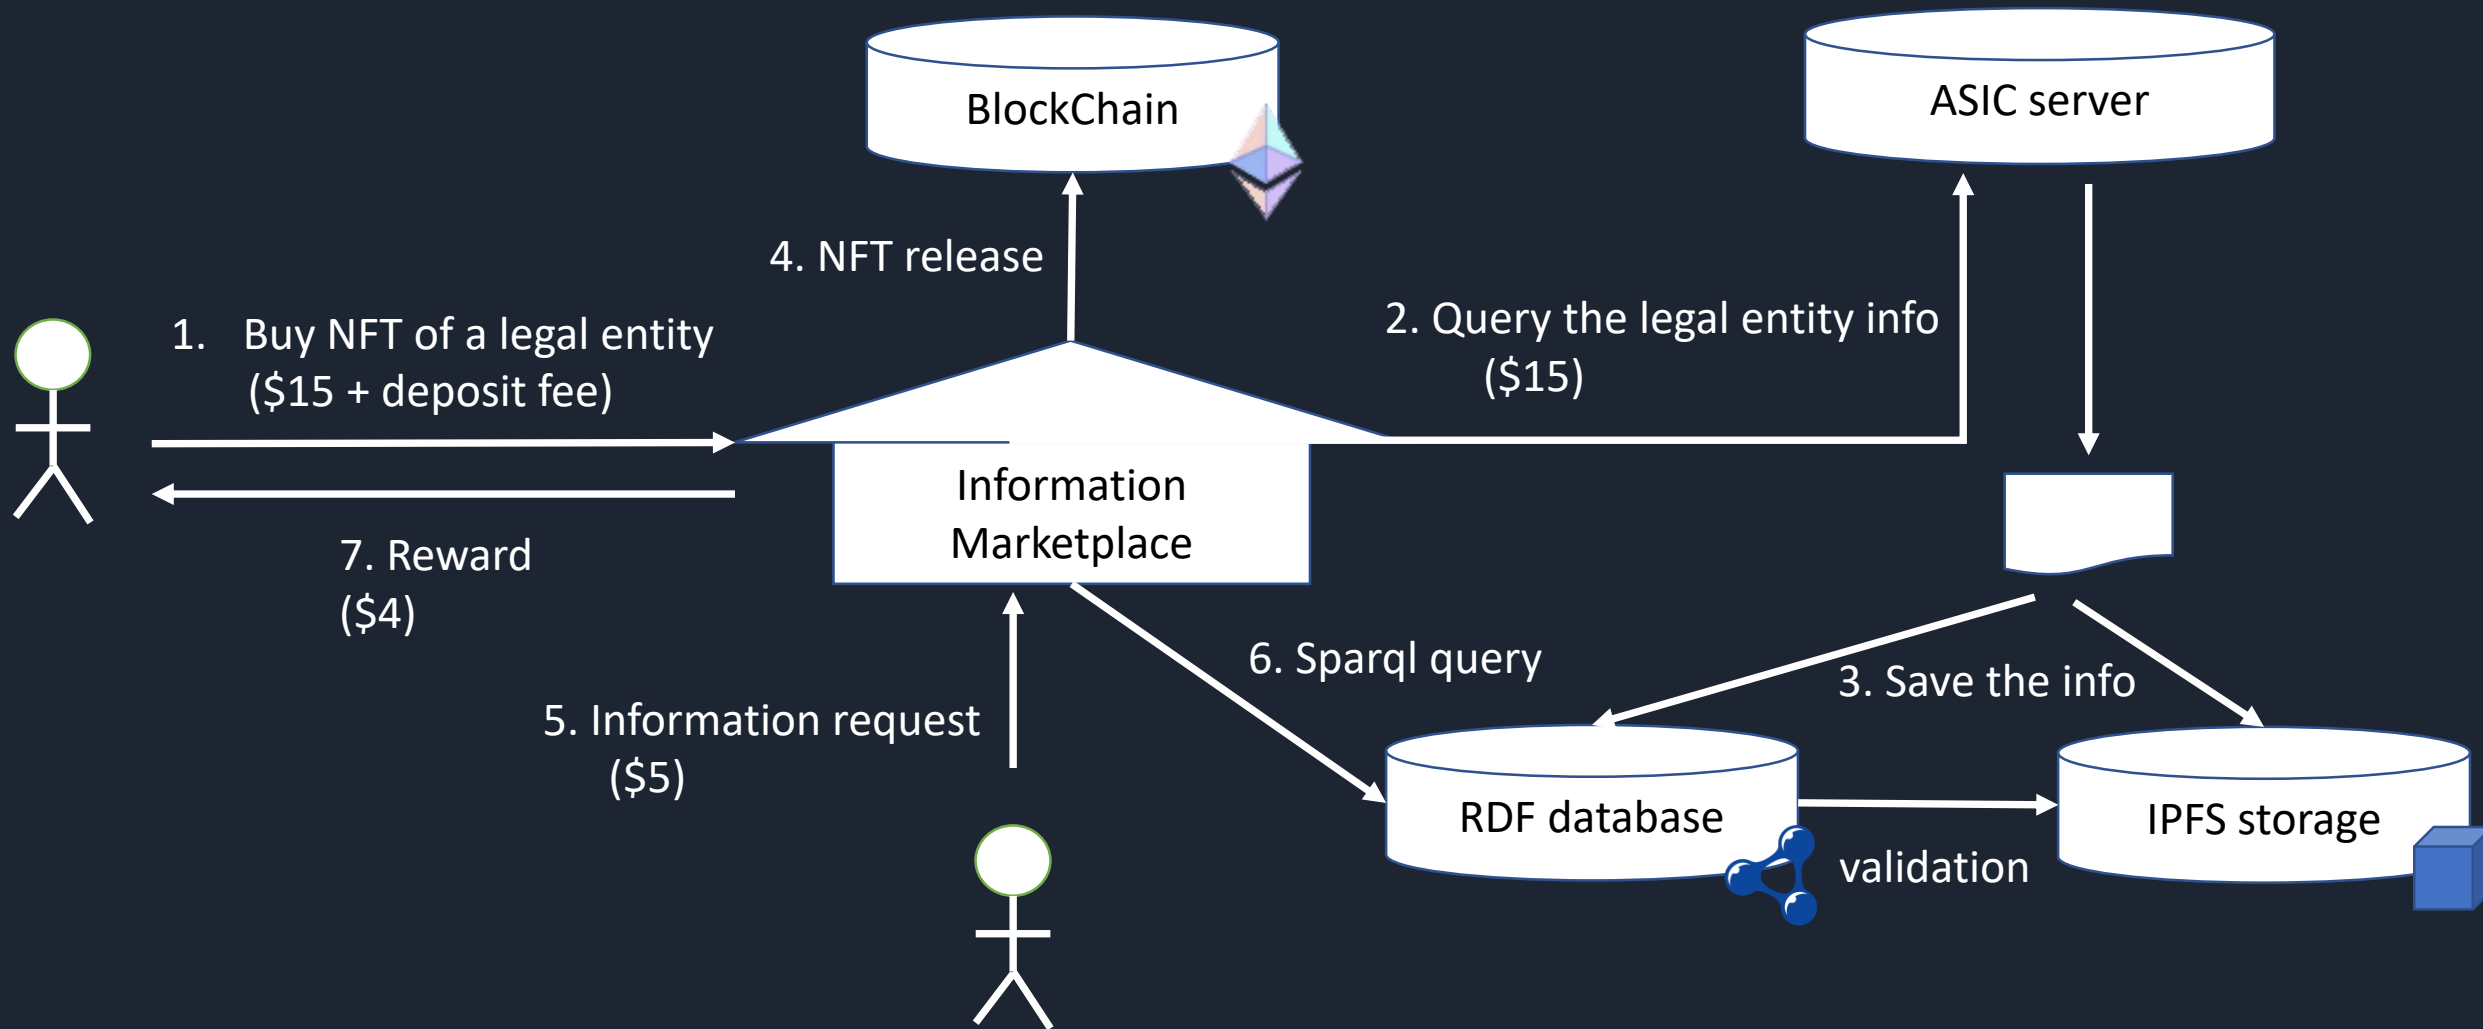 BlockChain
ASIC server
4. NFT release
1. Buy NFT of a legal entity
($15 + deposit fee)
2. Query the legal entity info
($15)
Information
Marketplace
7. Reward
($4)
6. Sparql query
3. Save the info
5. Information request
($5)
RDF database
IPFS storage
validation